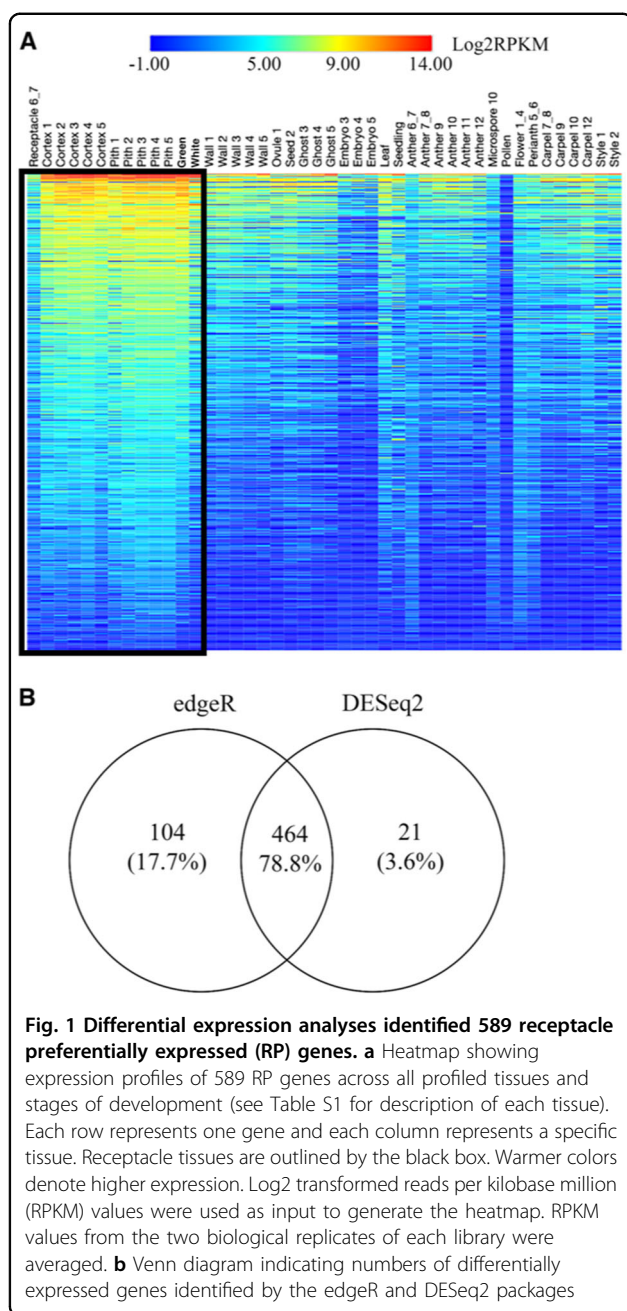 A
Log2RPKM
-1.00 5.00 9.00 14.00
Receptacle 6_7
Cortex 1
Cortex 2
Cortex 3
Cortex 4
Cortex 5
Pith 1
Pith 2
Pith 3
Pith 4
Pith 5
Green
White
Wall 1
Wall 2
Wall 3
Wall 4
Wall 5
Ovule 1
Seed 2
Ghost 3
Ghost 4
Ghost 5
Embryo 3
Embryo 4
Embryo 5
Leaf
Seedling
Anther 6_7
Anther 7_8
Anther 9
Anther 10
Anther 11
Anther 12
Microspore 10
Pollen
Flower 1_4
Perianth 5_6
Carpel 7_8
Carpel 9
Carpel 10
Carpel 12
Style 1
Style 2
B
edgeR DESeq2
104 464 21
(17.7%) 78.8% (3.6%)
Fig. 1 Differential expression analyses identified 589 receptacle
preferentially expressed (RP) genes. a Heatmap showing
expression profiles of 589 RP genes across all profiled tissues and
stages of development (see Table S1 for description of each tissue).
Each row represents one gene and each column represents a specific
tissue. Receptacle tissues are outlined by the black box. Warmer colors
denote higher expression. Log2 transformed reads per kilobase million
(RPKM) values were used as input to generate the heatmap. RPKM
values from the two biological replicates of each library were
averaged. b Venn diagram indicating numbers of differentially
expressed genes identified by the edgeR and DESeq2 packages